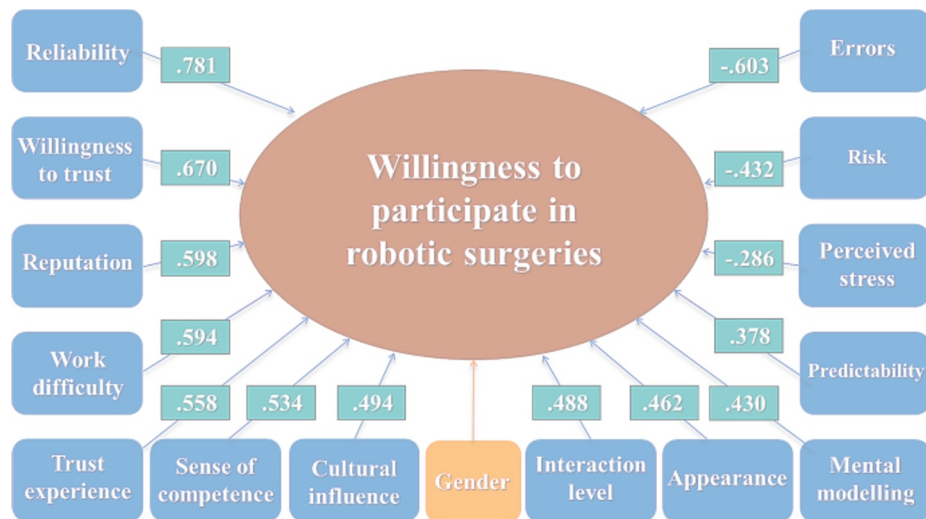 Reliability
.781
Errors
-.603
Willingness
to trust
.670
Willingness to
participate in
robotic surgeries
Risk
-.432
Reputation
.598
Perceived
stress
-.286
Work
difficulty
.594
Predictability
.378
Trust
experience
.558
Sense of
competence
.534
Cultural
influence
.494
Gender
Interaction
level
.488
Appearance
.462
Mental
modelling
.430